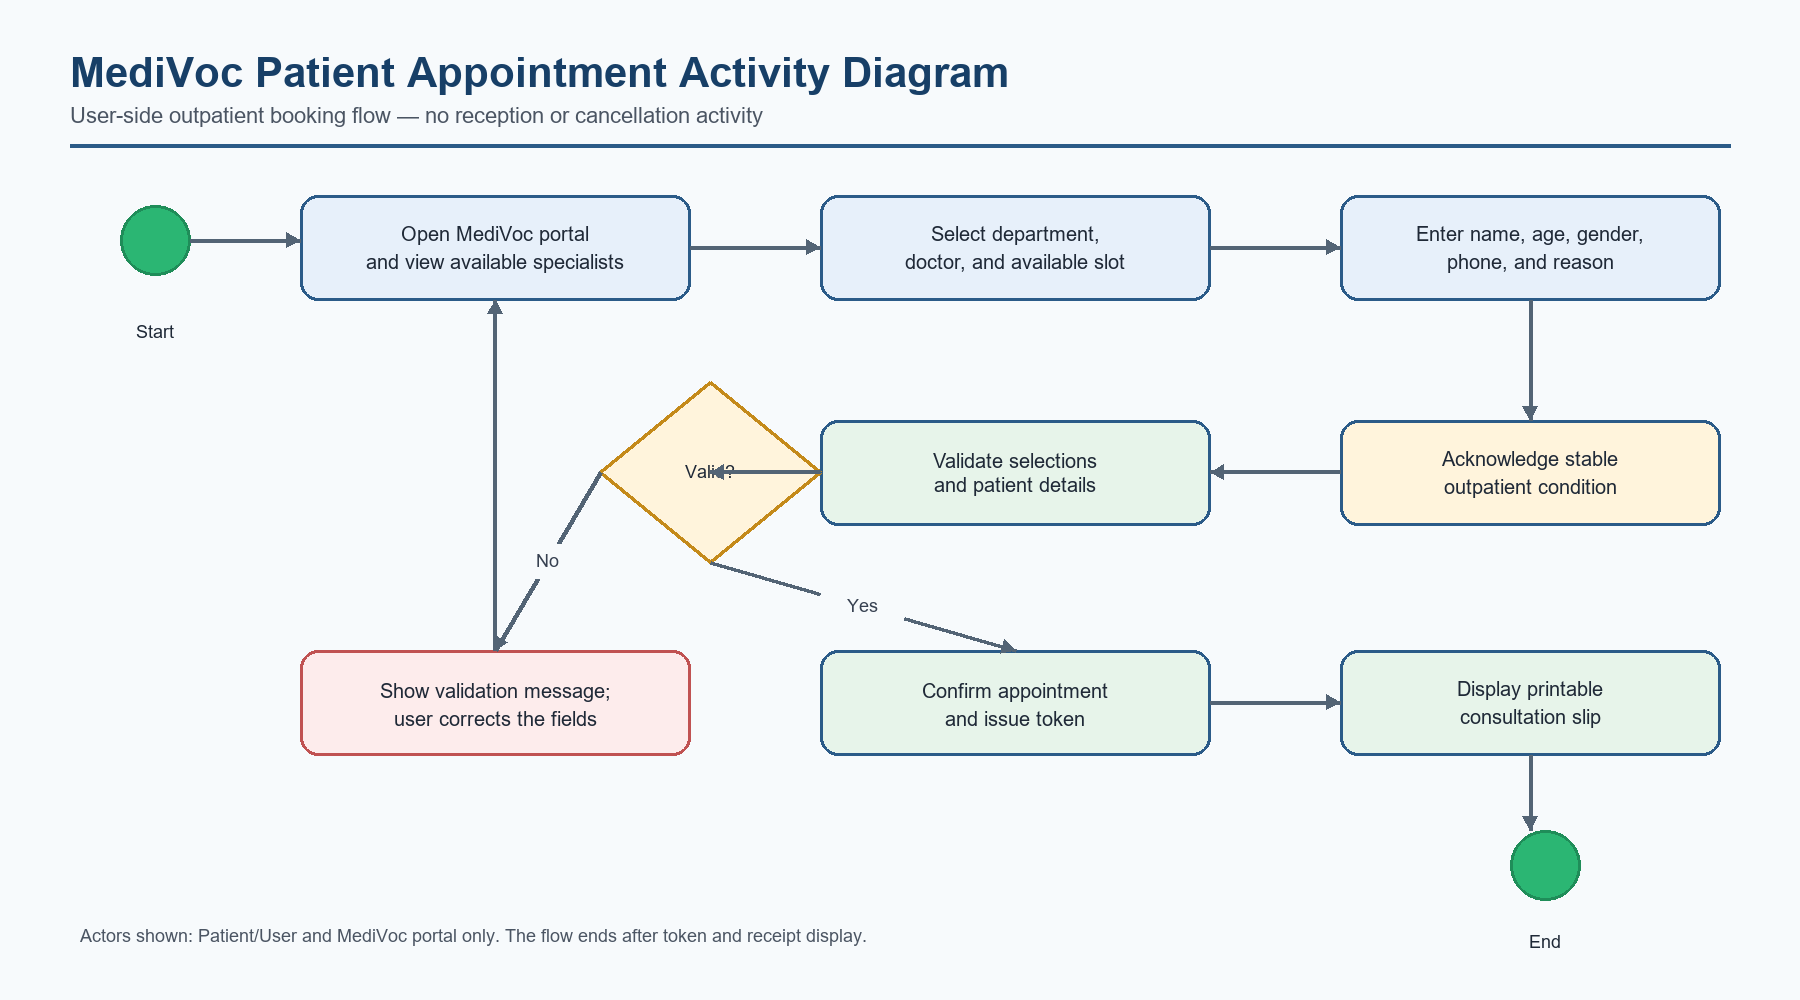 MediVoc Patient Appointment Activity Diagram
User-side outpatient booking flow — no reception or cancellation activity
Open MediVoc portal
and view available specialists
Select department,
doctor, and available slot
Enter name, age, gender,
phone, and reason
Start
Valid?
Validate selections
and patient details
Acknowledge stable
outpatient condition
No
Yes
Show validation message;
user corrects the fields
Confirm appointment
and issue token
Display printable
consultation slip
Actors shown: Patient/User and MediVoc portal only. The flow ends after token and receipt display.
End